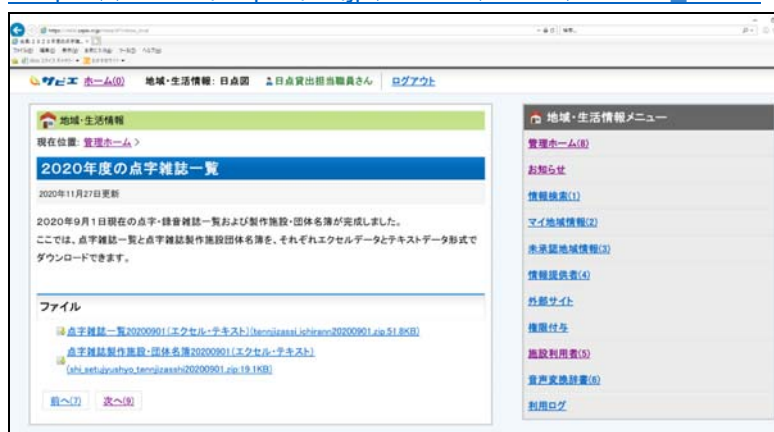 サピエ ホーム(0) 地域・生活情報: 日点図 日点貸出担当職員さん ログアウト
地域・生活情報
現在位置: 管理ホーム >
2020年度の点字雑誌一覧
2020年11月27日更新
2020年9月1日現在の点字・録音雑誌一覧および製作施設・団体名簿が完成しました。
ここでは、点字雑誌一覧と点字雑誌製作施設団体名簿を、それぞれエクセルデータとテキストデータ形式で
ダウンロードできます。
ファイル
点字雑誌一覧20200901(エクセル・テキスト)(tennjizassi_ichirann20200901.zip:51.8KB)
点字雑誌製作施設・団体名簿20200901(エクセル・テキスト)
(shi_setujyushyo_tennjizasshi20200901.zip:19.1KB)
前へ(7) 次へ(9)
地域・生活情報メニュー
管理ホーム(8)
お知らせ
情報検索(1)
マイ地域情報(2)
未承認地域情報(3)
情報提供者(4)
外部サイト
権限付与
施設利用者(5)
音声変換辞書(6)
利用ログ